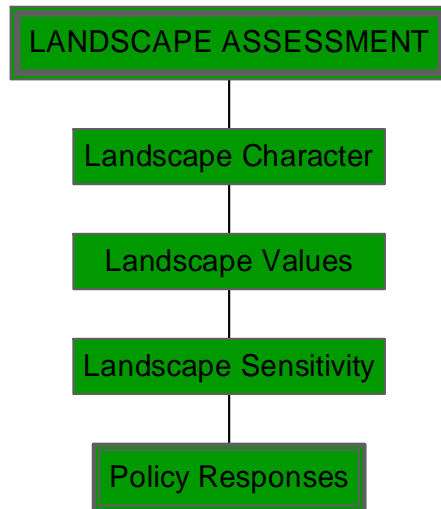 LANDSCAPE ASSESSMENT
Landscape Character
Landscape Values
Landscape Sensitivity
Policy Responses